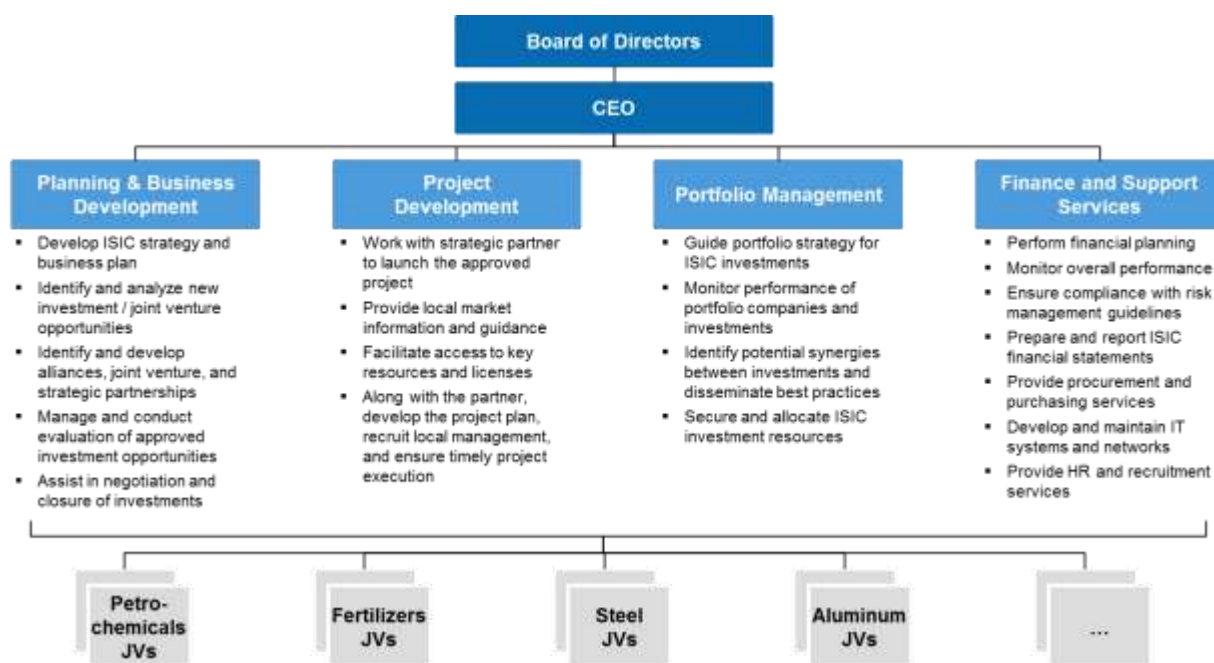 Board of Directors
CEO
Planning & Business
Development
▪ Develop ISIC strategy and
business plan
▪ Identify and analyze new
investment / joint venture
opportunities
▪ Identify and develop
alliances, joint venture, and
strategic partnerships
▪ Manage and conduct
evaluation of approved
investment opportunities
▪ Assist in negotiation and
closure of investments
Project
Development
▪ Work with strategic partner
to launch the approved
project
▪ Provide local market
information and guidance
▪ Facilitate access to key
resources and licenses
▪ Along with the partner,
develop the project plan,
recruit local management,
and ensure timely project
execution
Portfolio Management
▪ Guide portfolio strategy for
ISIC investments
▪ Monitor performance of
portfolio companies and
investments
▪ Identify potential synergies
between investments and
disseminate best practices
▪ Secure and allocate ISIC
investment resources
Finance and Support
Services
▪ Perform financial planning
▪ Monitor overall performance
▪ Ensure compliance with risk
management guidelines
▪ Prepare and report ISIC
financial statements
▪ Provide procurement and
purchasing services
▪ Develop and maintain IT
systems and networks
▪ Provide HR and recruitment
services
Petro-
chemicals
JVs
Fertilizers
JVs
Steel
JVs
Aluminum
JVs
...